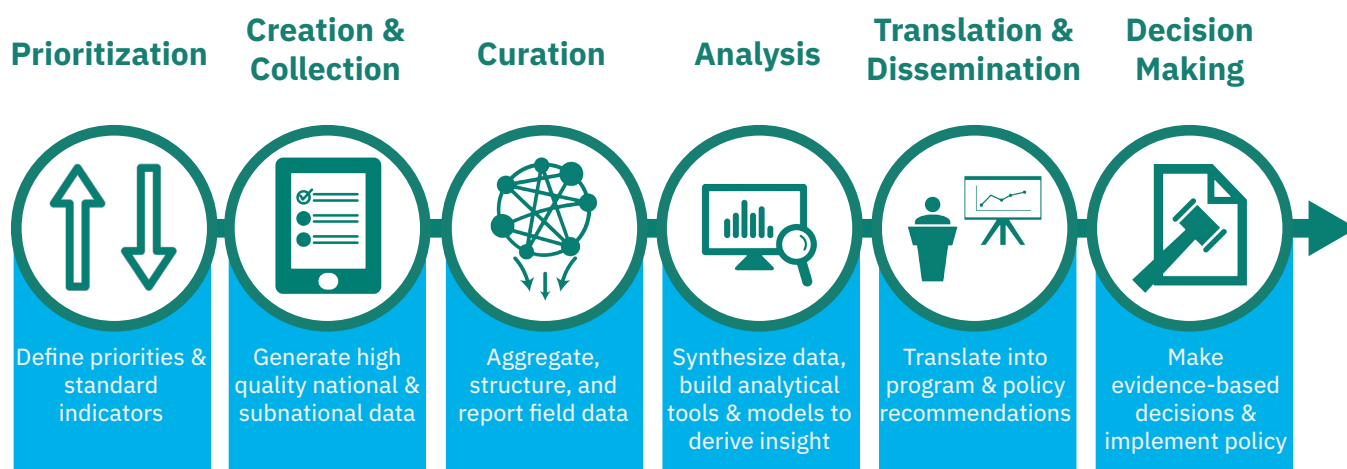 Prioritization
Creation &
Collection
Curation
Analysis
Translation &
Dissemination
Decision
Making
Define priorities &
standard
indicators
Generate high
quality national &
subnational data
Aggregate,
structure, and
report field data
Synthesize data,
build analytical
tools & models to
derive insight
Translate into
program & policy
recommendations
Make
evidence-based
decisions &
implement policy